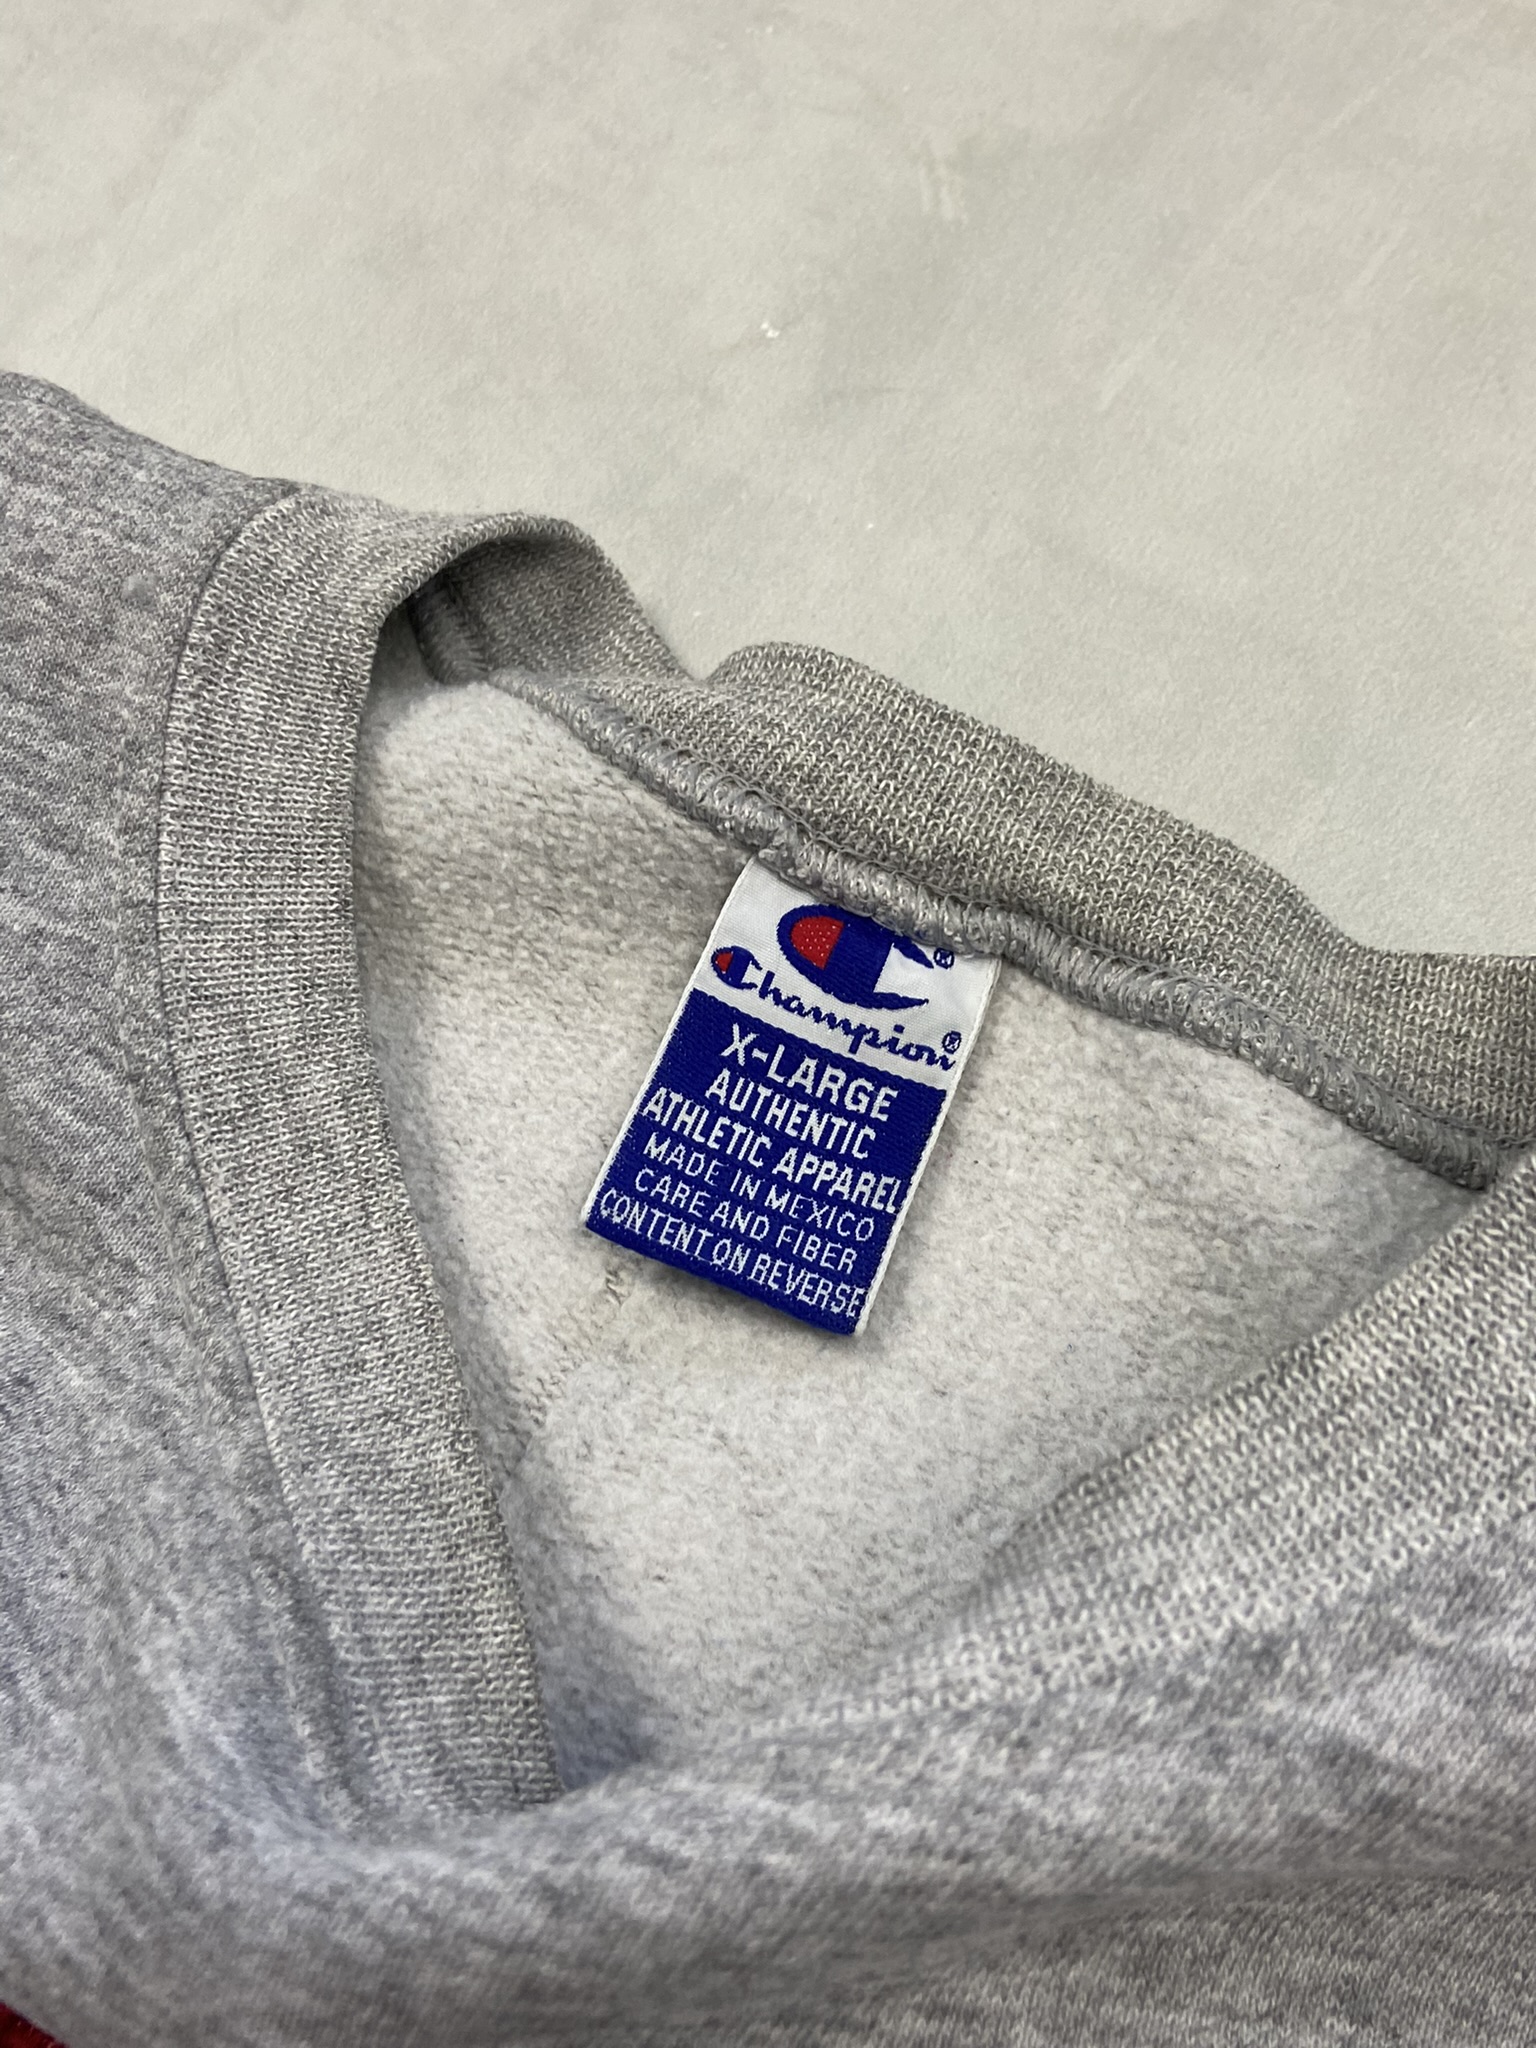 ®
Champion®
X-LARGE
AUTHENTIC
ATHLETIC APPAREL
MADE IN MEXICO
CARE AND FIBER
CONTENT ON REVERSE